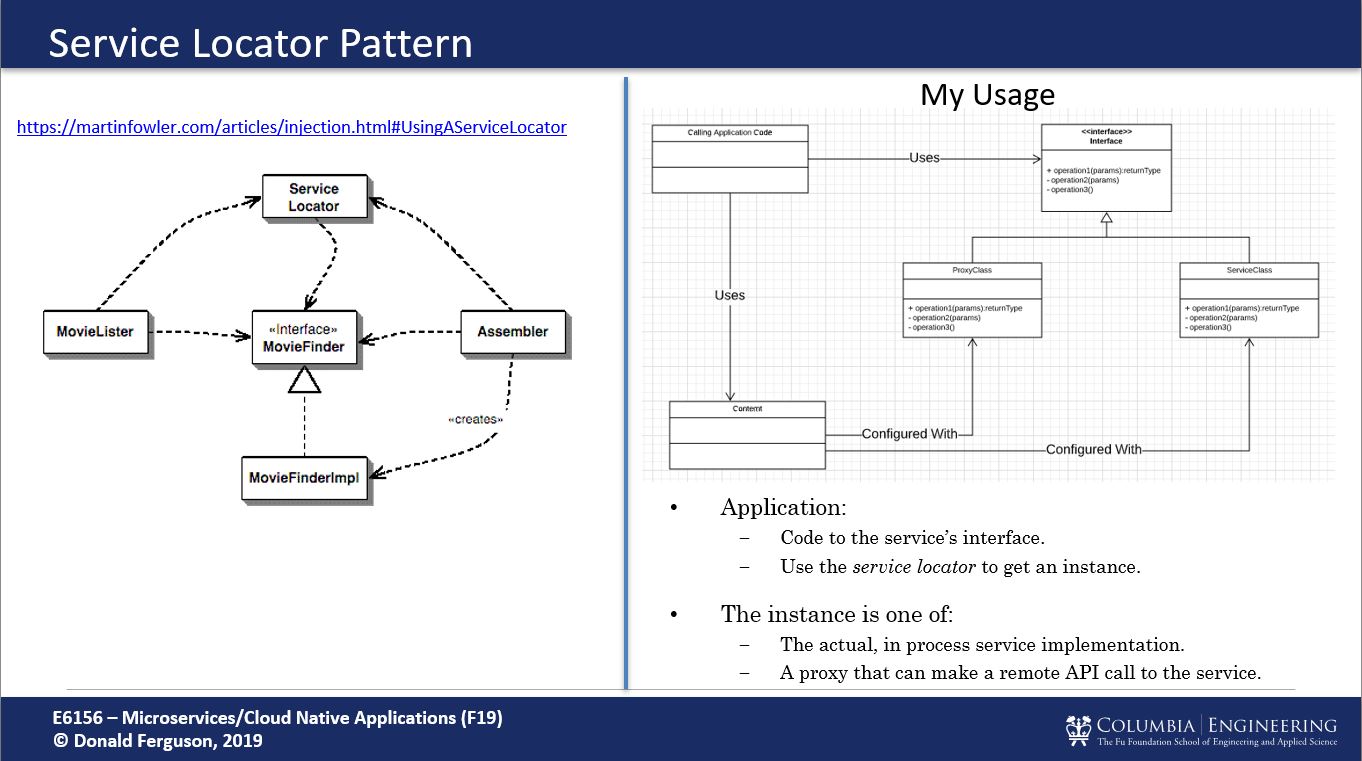 Service Locator Pattern
https://martinfowler.com/articles/injection.html#UsingAServiceLocator
Service
Locator
MovieLister
«Interface»
MovieFinder
Assembler
«creates»
MovieFinderImpl
My Usage
Calling Application Code
Uses
<<interface>>
Interface
+ operation1(params):returnType
- operation2(params)
- operation3()
Uses
ProxyClass
+ operation1(params):returnType
- operation2(params)
- operation3()
ServiceClass
+ operation1(params):returnType
- operation2(params)
- operation3()
Context
Configured With
Configured With
• Application:
– Code to the service’s interface.
– Use the service locator to get an instance.
• The instance is one of:
– The actual, in process service implementation.
– A proxy that can make a remote API call to the service.
E6156 – Microservices/Cloud Native Applications (F19)
© Donald Ferguson, 2019
COLUMBIA | ENGINEERING
The Fu Foundation School of Engineering and Applied Science